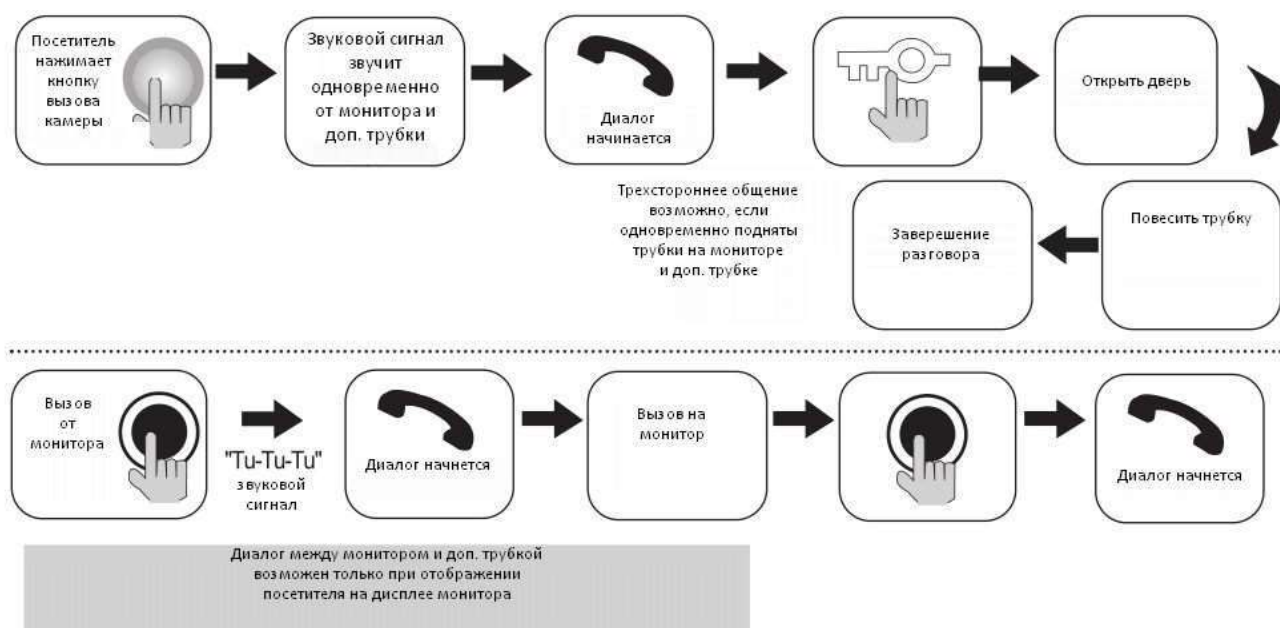 Посетитель
нажимает
кнопку
вызова
камеры
Звуковой сигнал
звучит
одновременно
от монитора и
доп. трубки
Диалог
начинается
Открыть дверь
Трехстороннее общение
возможно, если
одновременно подняты
трубки на мониторе
и доп. трубке
Повесить трубку
Заверешение
разговора
Вызов
от
монитора
"Tu-Tu-Tu"
звуковой
сигнал
Диалог начнется
Вызов на
монитор
Диалог начнется
Диалог между монитором и доп. трубкой
возможен только при отображении
посетителя на дисплее монитора